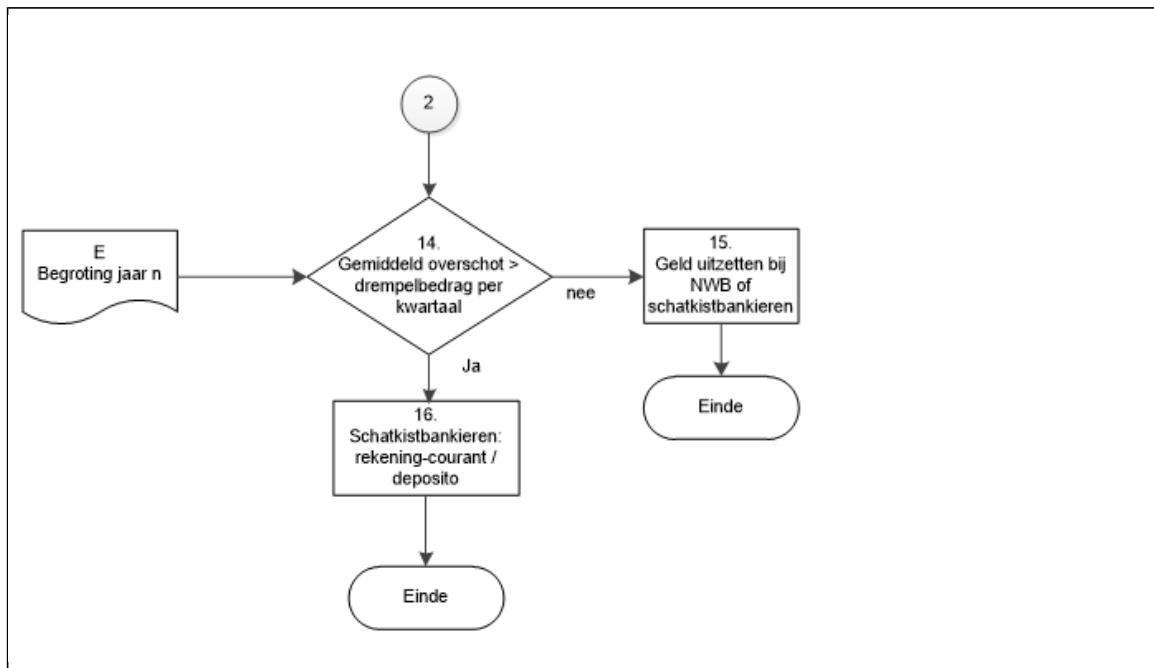 2
E
Begroting jaar n
14.
Gemiddeld overschot >
drempelbedrag per
kwartaal
nee
15.
Geld uitzetten bij
NWB of
schatkistbankieren
Einde
Ja
16.
Schatkistbankieren:
rekening-courant /
deposito
Einde